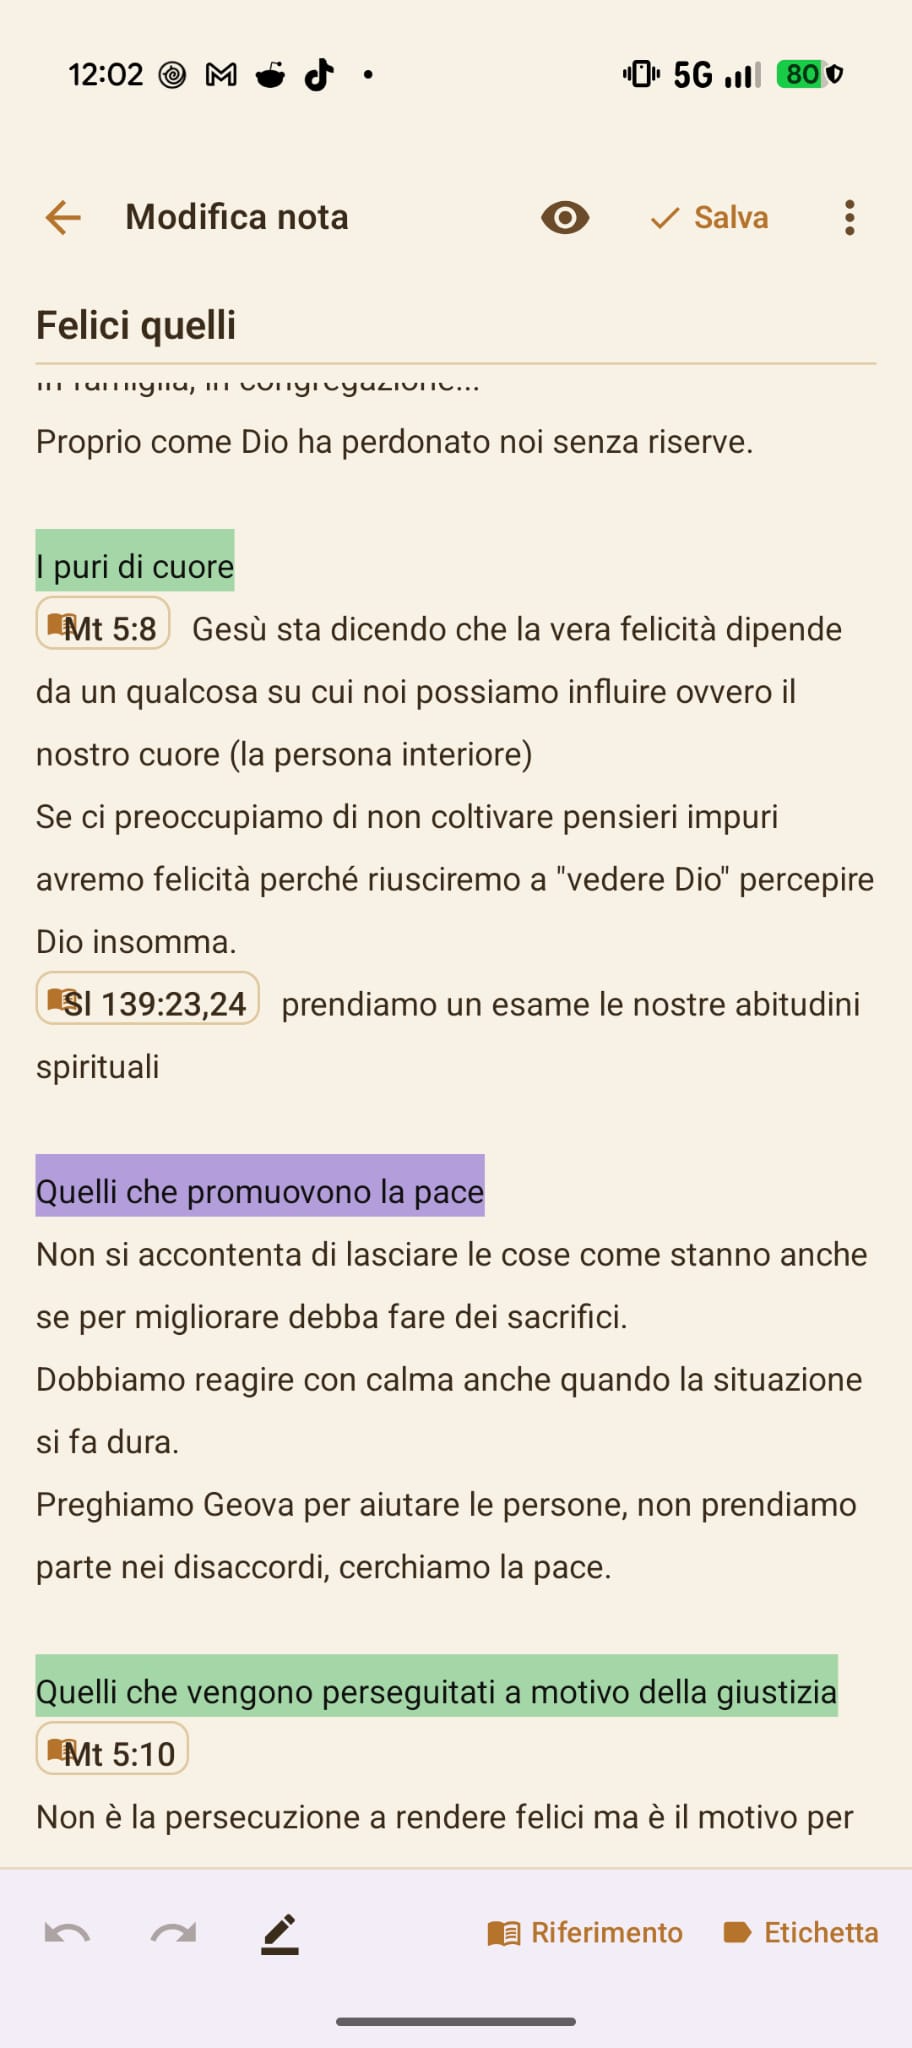 12:02
5G
80
Modifica nota
Salva
Felici quelli
in famiglia, in congregazione...
Proprio come Dio ha perdonato noi senza riserve.
I puri di cuore
Mt 5:8 Gesù sta dicendo che la vera felicità dipende
da un qualcosa su cui noi possiamo influire ovvero il
nostro cuore (la persona interiore)
Se ci preoccupiamo di non coltivare pensieri impuri
avremo felicità perché riusciremo a "vedere Dio" percepire
Dio insomma.
Sl 139:23,24 prendiamo un esame le nostre abitudini
spirituali
Quelli che promuovono la pace
Non si accontenta di lasciare le cose come stanno anche
se per migliorare debba fare dei sacrifici.
Dobbiamo reagire con calma anche quando la situazione
si fa dura.
Preghiamo Geova per aiutare le persone, non prendiamo
parte nei disaccordi, cerchiamo la pace.
Quelli che vengono perseguitati a motivo della giustizia
Mt 5:10
Non è la persecuzione a rendere felici ma è il motivo per
Riferimento
Etichetta